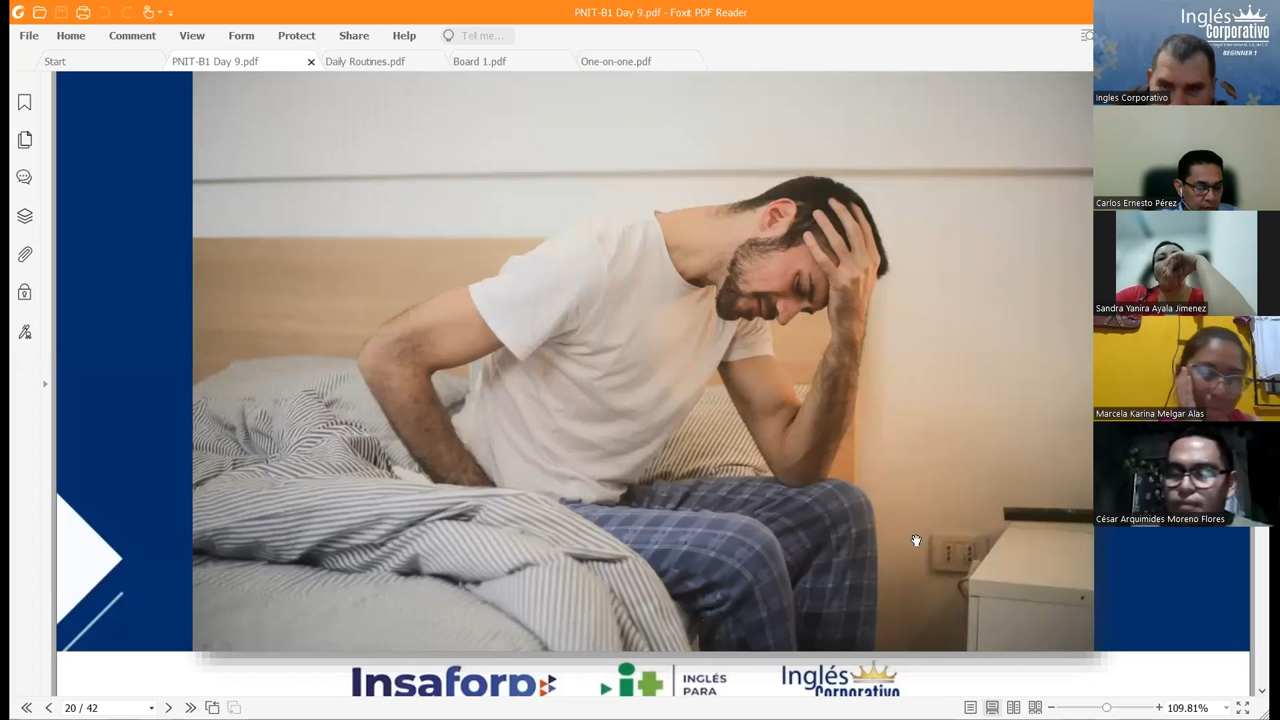 PNIT-B1 Day 9.pdf - Foxit PDF Reader
File Home Comment View Form Protect Share Help Tell me...
Start PNIT-B1 Day 9.pdf Daily Routines.pdf Board 1.pdf One-on-one.pdf
Inglés
Corporativo
BEGINNER 1
Ingles Corporativo
Carlos Ernesto Pérez
Sandra Yanira Ayala Jimenez
Marcela Karina Melgar Alas
César Arquimides Moreno Flores
Insaforp
it
INGLÉS
PARA
Inglés
Corporativo
20 / 42
109.81%